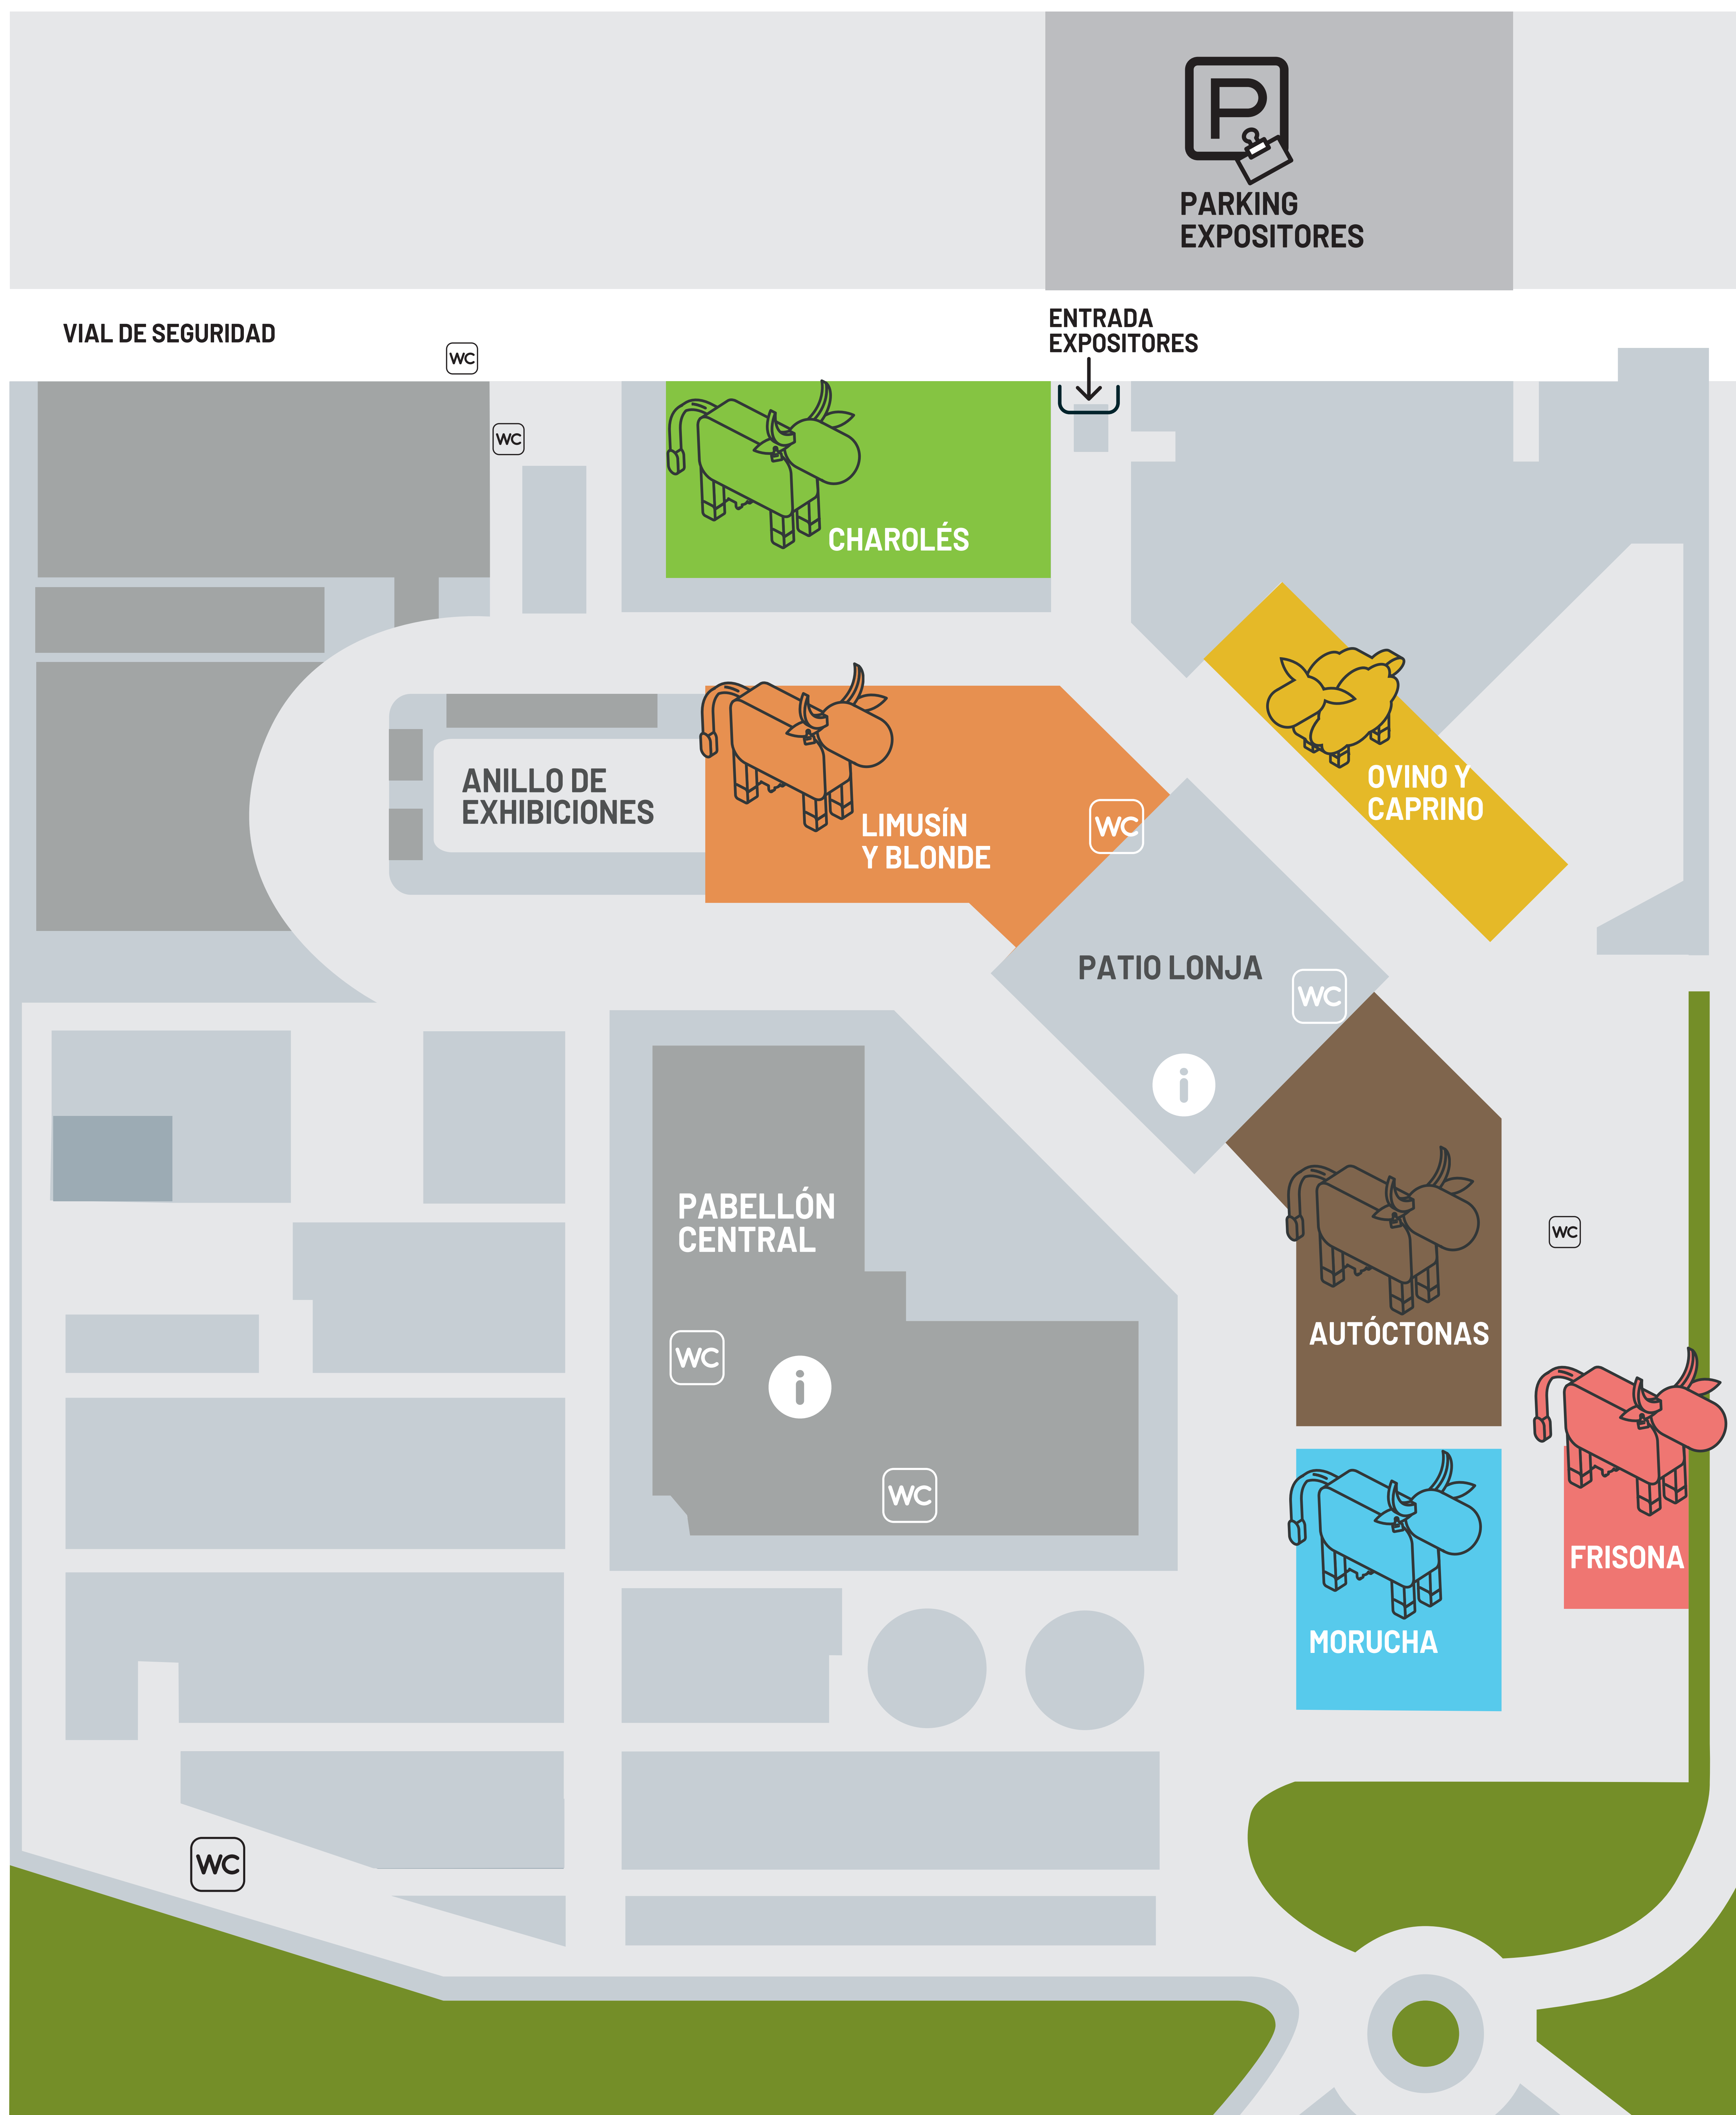 P
PARKING
EXPOSITORES
VIAL DE SEGURIDAD
WC
ENTRADA
EXPOSITORES
WC
CHAROLÉS
ANILLO DE
EXHIBICIONES
LIMUSÍN
Y BLONDE
WC
OVINO Y
CAPRINO
PATIO LONJA
WC
i
PABELLÓN
CENTRAL
WC
AUTÓCTONAS
WC
i
WC
FRISONA
MORUCHA
WC